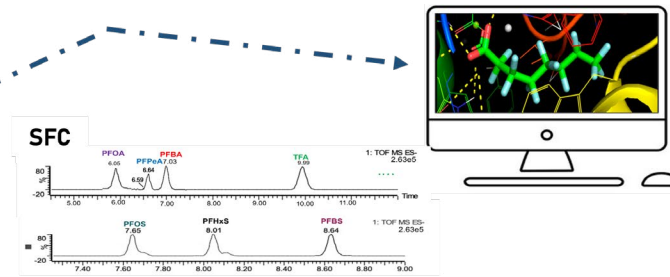 SFC
PFOA PFPeA PFBA TFA
6.05 6.59 6.64 7.03 9.99
1: TOF MS ES-
2.63e5
80
%
-20
5.00 6.00 7.00 8.00 9.00 10.00 11.00
Time
PFOS PFHxS PFBS
7.65 8.01 8.64
1: TOF MS ES-
2.63e5
80
-20
7.40 7.60 7.80 8.00 8.20 8.40 8.60 8.80 9.00